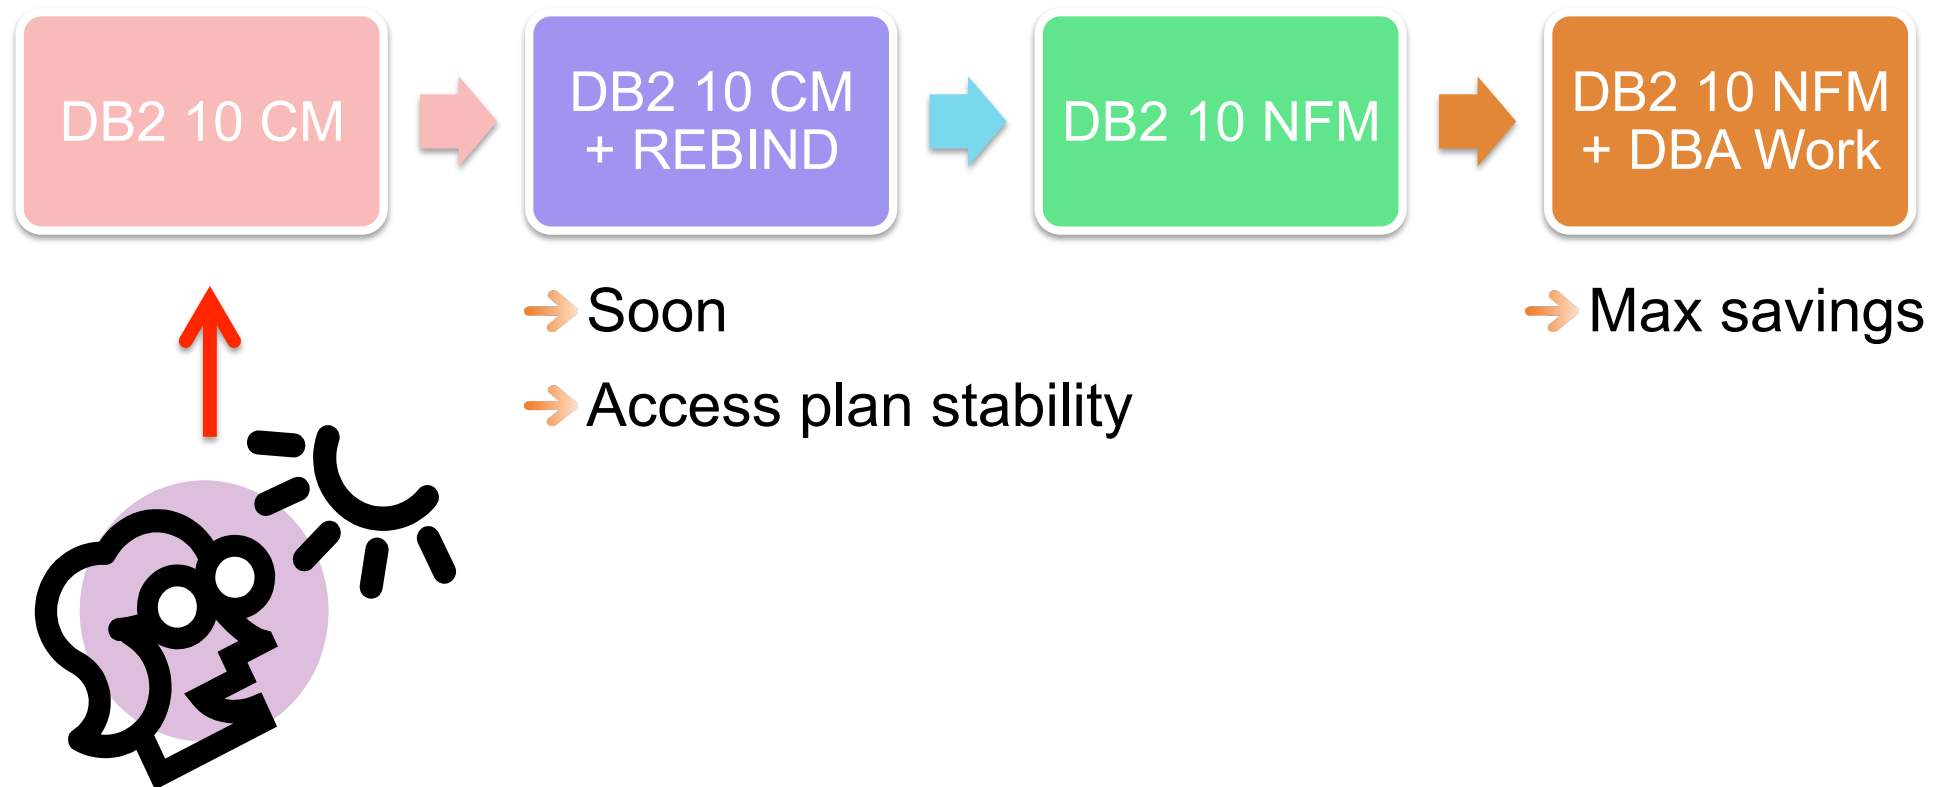 DB2 10 CM
DB2 10 CM
+ REBIND
DB2 10 NFM
DB2 10 NFM
+ DBA Work
Soon
Access plan stability
Max savings